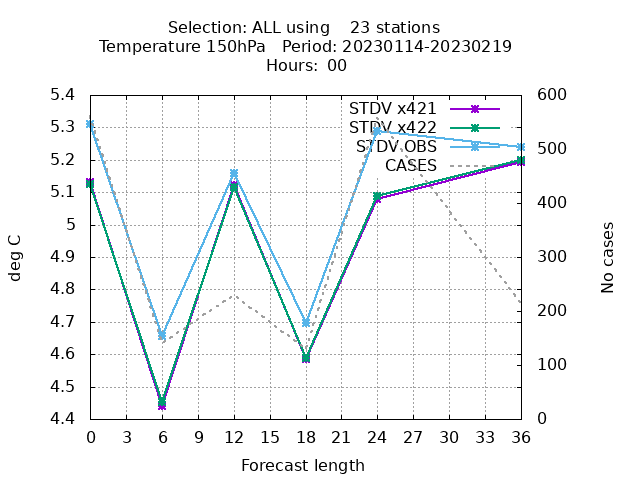 Selection: ALL using    23 stations
Temperature 150hPa   Period: 20230114-20230219
Hours:  00
5.4
5.3
5.2
5.1
5
4.9
4.8
4.7
4.6
4.5
4.4
deg C
STDV x421
STDV x422
STDV OBS
CASES
600
500
400
300
200
100
0
No cases
0 3 6 9 12 15 18 21 24 27 30 33 36
Forecast length